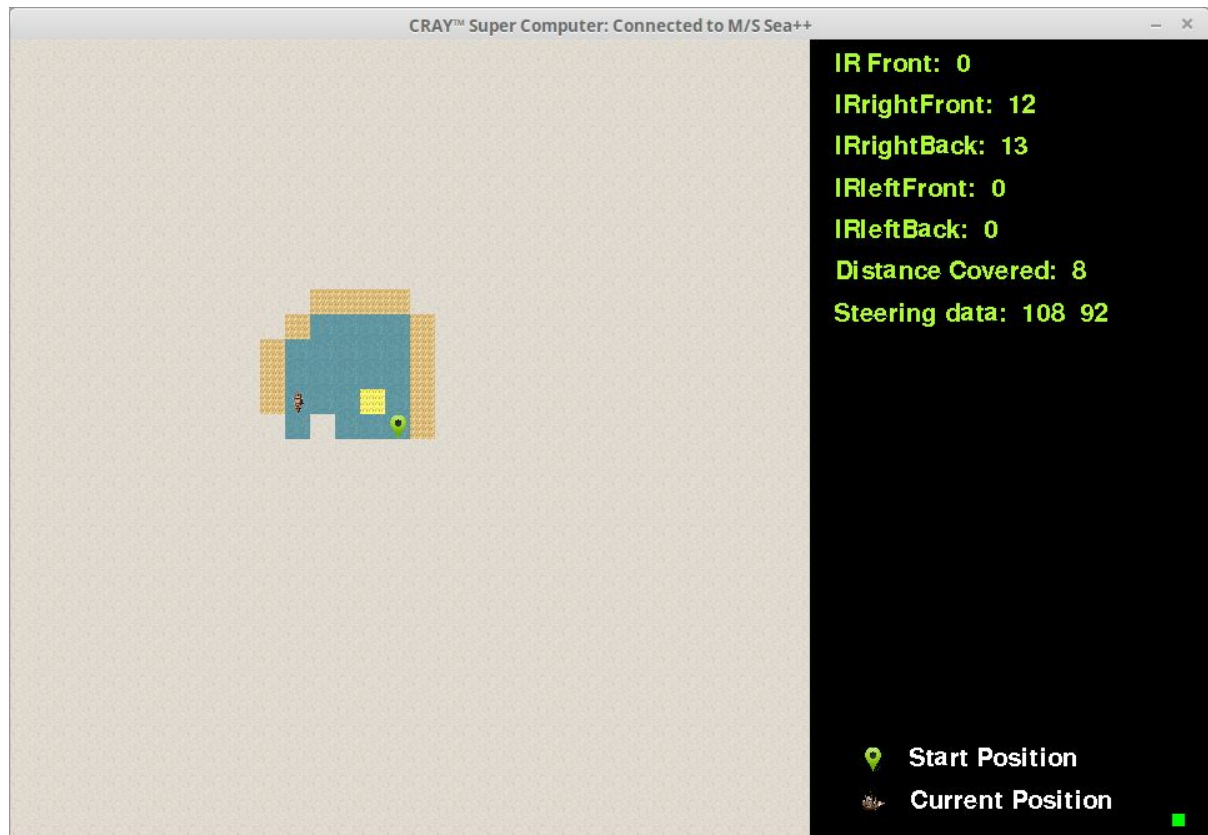 CRAY™ Super Computer: Connected to M/S Sea++
IR Front: 0
IRrightFront: 12
IRrightBack: 13
IRleftFront: 0
IRleftBack: 0
Distance Covered: 8
Steering data: 108 92
Start Position
Current Position